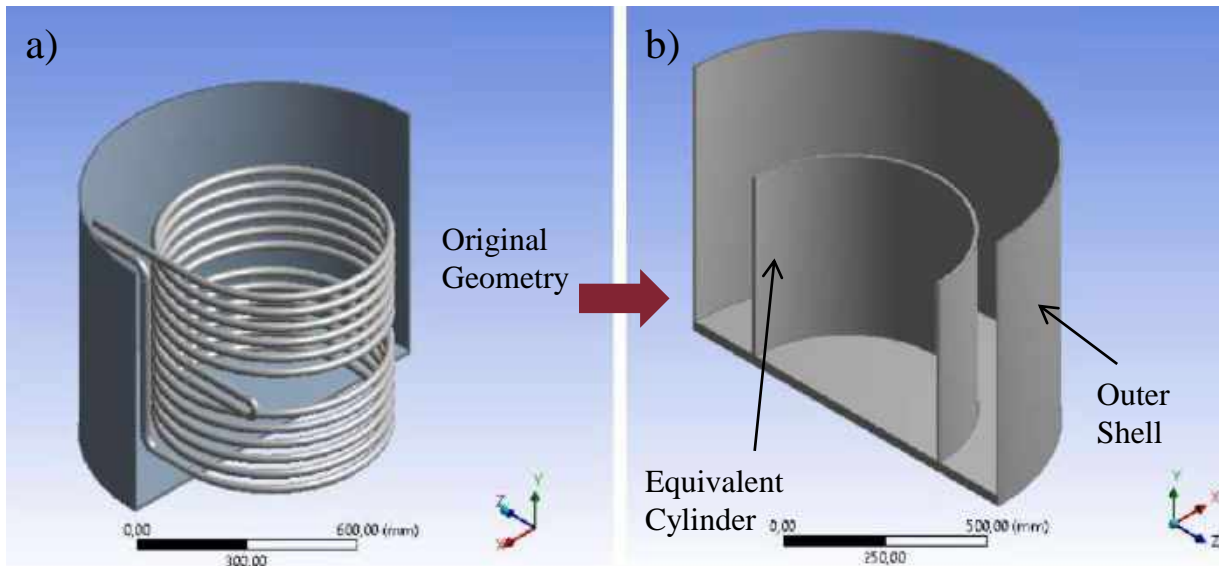 a)
Original
Geometry
0,00
600,00 (mm)
300,00
Y
Z
X
b)
Equivalent
Cylinder
Outer
Shell
0,00
500,00 (mm)
250,00
Y
X
Z